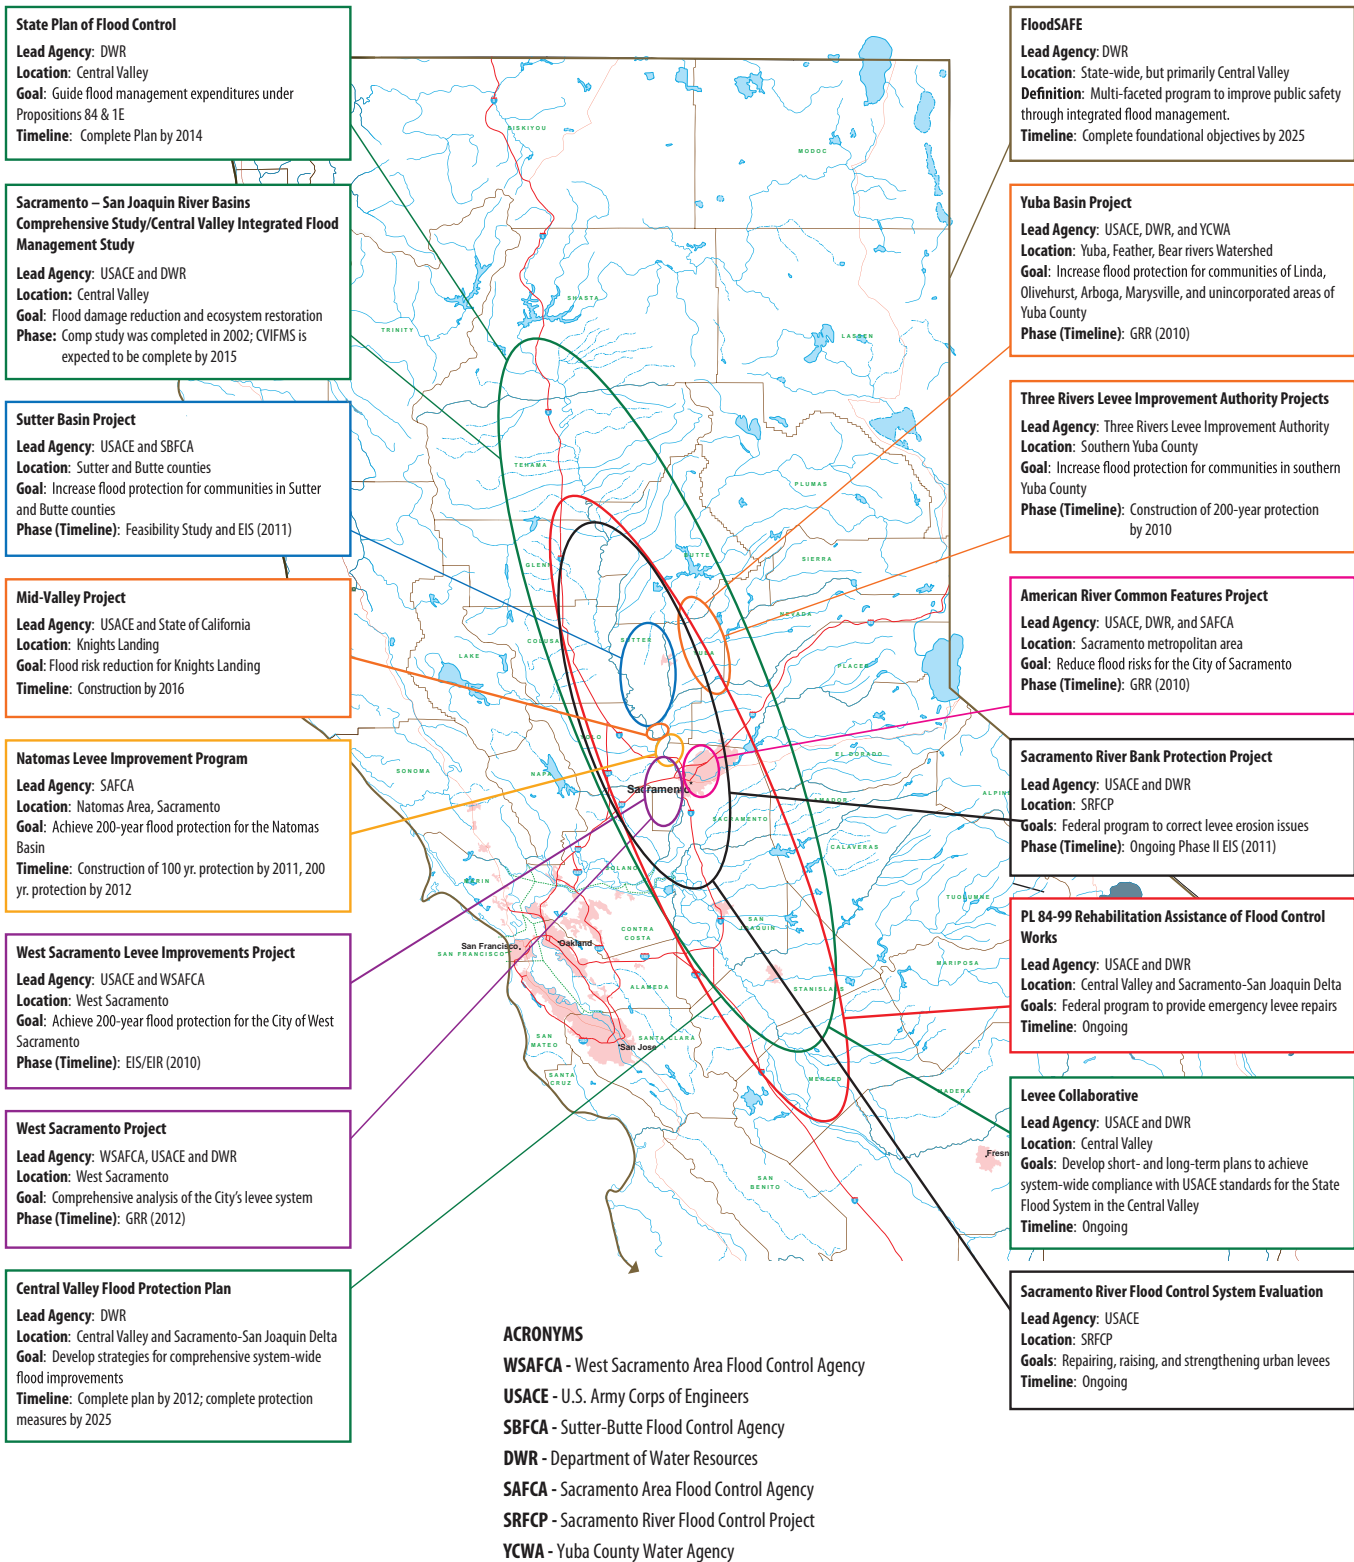 State Plan of Flood Control
Lead Agency: DWR
Location: Central Valley
Goal: Guide flood management expenditures under
Propositions 84 & 1E
Timeline: Complete Plan by 2014
Sacramento – San Joaquin River Basins
Comprehensive Study/Central Valley Integrated Flood
Management Study
Lead Agency: USACE and DWR
Location: Central Valley
Goal: Flood damage reduction and ecosystem restoration
Phase: Comp study was completed in 2002; CVIFMS is
expected to be complete by 2015
Sutter Basin Project
Lead Agency: USACE and SBFCA
Location: Sutter and Butte counties
Goal: Increase flood protection for communities in Sutter
and Butte counties
Phase (Timeline): Feasibility Study and EIS (2011)
Mid-Valley Project
Lead Agency: USACE and State of California
Location: Knights Landing
Goal: Flood risk reduction for Knights Landing
Timeline: Construction by 2016
Natomas Levee Improvement Program
Lead Agency: SAFCA
Location: Natomas Area, Sacramento
Goal: Achieve 200-year flood protection for the Natomas
Basin
Timeline: Construction of 100 yr. protection by 2011, 200
yr. protection by 2012
West Sacramento Levee Improvements Project
Lead Agency: USACE and WSAFCA
Location: West Sacramento
Goal: Achieve 200-year flood protection for the City of West
Sacramento
Phase (Timeline): EIS/EIR (2010)
West Sacramento Project
Lead Agency: WSAFCA, USACE and DWR
Location: West Sacramento
Goal: Comprehensive analysis of the City's levee system
Phase (Timeline): GRR (2012)
Central Valley Flood Protection Plan
Lead Agency: DWR
Location: Central Valley and Sacramento-San Joaquin Delta
Goal: Develop strategies for comprehensive system-wide
flood improvements
Timeline: Complete plan by 2012; complete protection
measures by 2025
SISKIYOU
MODOC
SHASTA
TRINITY
LASSEN
TEHAMA
PLUMAS
BUTTE
GLENN
SIERRA
NEVADA
COLUSA
SUTTER
YUBA
LAKE
PLACER
YOLO
EL DORADO
SONOMA
NAPA
Sacramento
ALPINE
AMADOR
SACRAMENTO
CALAVERAS
SOLANO
MARIN
TUOLUMNE
SAN
JOAQUIN
CONTRA
COSTA
San Francisco
SAN FRANCISCO
Oakland
MARIPOSA
ALAMEDA
STANISLAUS
SAN
MATEO
SANTA CLARA
San Jose
SANTA
CRUZ
MERCED
MADERA
Fresn
SAN
BENITO
FloodSAFE
Lead Agency: DWR
Location: State-wide, but primarily Central Valley
Definition: Multi-faceted program to improve public safety
through integrated flood management.
Timeline: Complete foundational objectives by 2025
Yuba Basin Project
Lead Agency: USACE, DWR, and YCWA
Location: Yuba, Feather, Bear rivers Watershed
Goal: Increase flood protection for communities of Linda,
Olivehurst, Arboga, Marysville, and unincorporated areas of
Yuba County
Phase (Timeline): GRR (2010)
Three Rivers Levee Improvement Authority Projects
Lead Agency: Three Rivers Levee Improvement Authority
Location: Southern Yuba County
Goal: Increase flood protection for communities in southern
Yuba County
Phase (Timeline): Construction of 200-year protection
by 2010
American River Common Features Project
Lead Agency: USACE, DWR, and SAFCA
Location: Sacramento metropolitan area
Goal: Reduce flood risks for the City of Sacramento
Phase (Timeline): GRR (2010)
Sacramento River Bank Protection Project
Lead Agency: USACE and DWR
Location: SRFCP
Goals: Federal program to correct levee erosion issues
Phase (Timeline): Ongoing Phase II EIS (2011)
PL 84-99 Rehabilitation Assistance of Flood Control
Works
Lead Agency: USACE and DWR
Location: Central Valley and Sacramento-San Joaquin Delta
Goals: Federal program to provide emergency levee repairs
Timeline: Ongoing
Levee Collaborative
Lead Agency: USACE and DWR
Location: Central Valley
Goals: Develop short- and long-term plans to achieve
system-wide compliance with USACE standards for the State
Flood System in the Central Valley
Timeline: Ongoing
Sacramento River Flood Control System Evaluation
Lead Agency: USACE
Location: SRFCP
Goals: Repairing, raising, and strengthening urban levees
Timeline: Ongoing
ACRONYMS
WSAFCA - West Sacramento Area Flood Control Agency
USACE - U.S. Army Corps of Engineers
SBFCA - Sutter-Butte Flood Control Agency
DWR - Department of Water Resources
SAFCA - Sacramento Area Flood Control Agency
SRFCP - Sacramento River Flood Control Project
YCWA - Yuba County Water Agency